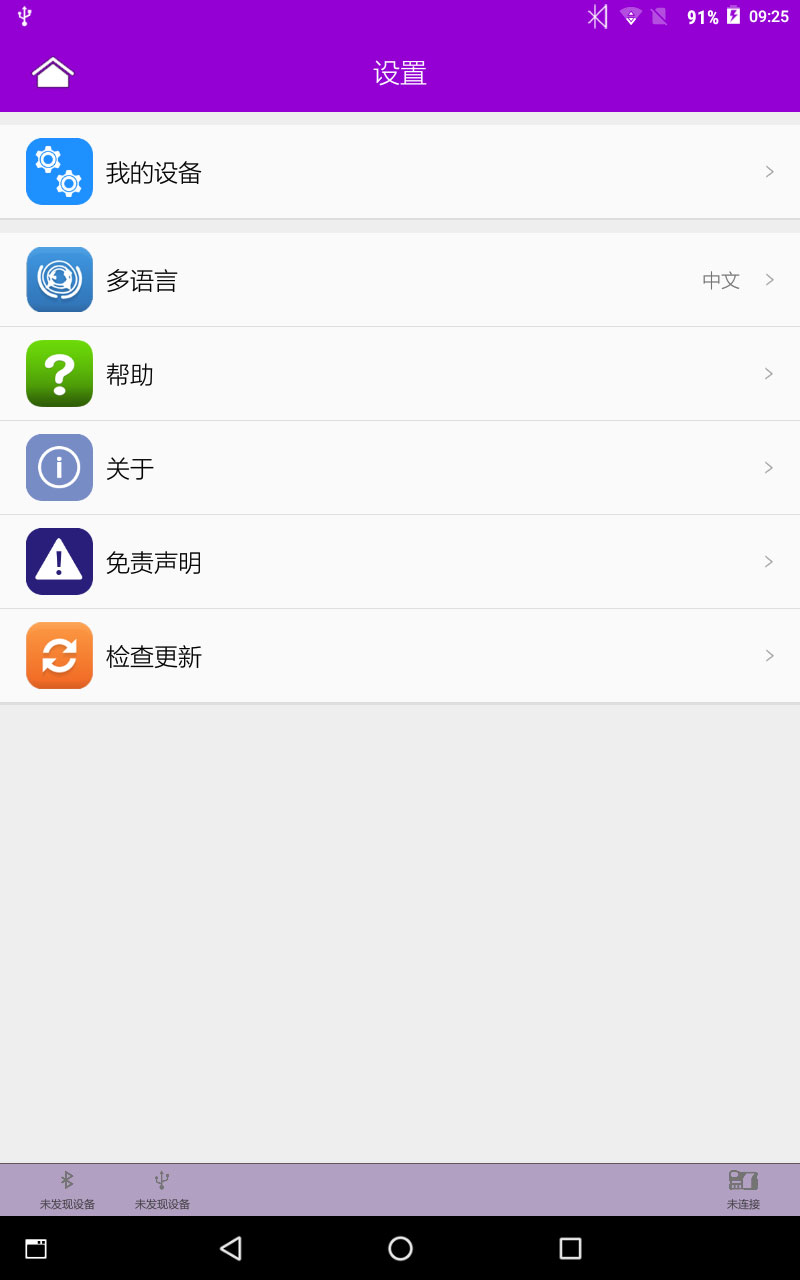 91% 09:25
设置
我的设备
多语言 中文
帮助
关于
免责声明
检查更新
未发现设备 未发现设备 未连接